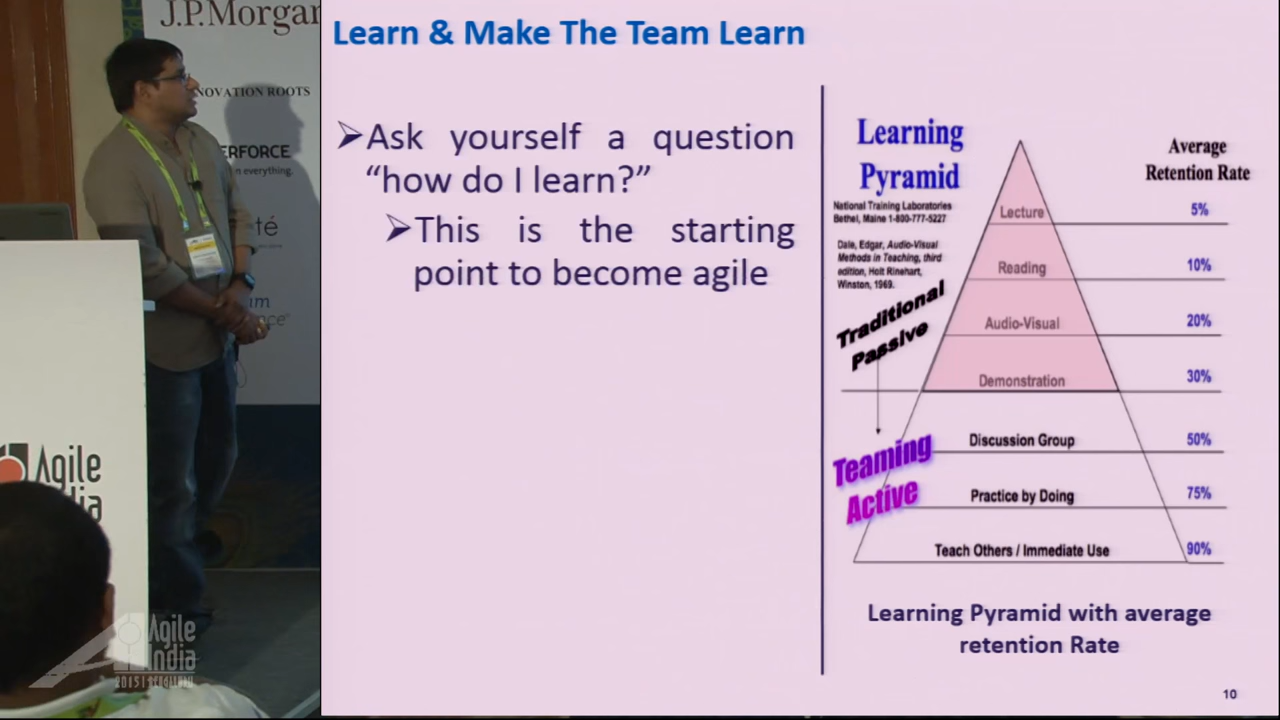 J.P.Morgan
NOVATION ROOTS
ERFORCE
n everything.
té
Agile
dia
Agile
India
2015 | BENGALURU
Learn & Make The Team Learn
➢Ask yourself a question
“how do I learn?”
➢This is the starting
point to become agile
Learning
Pyramid
National Training Laboratories
Bethel, Maine 1-800-777-5227
Dale, Edgar, Audio-Visual
Methods in Teaching, third
edition, Holt Rinehart,
Winston, 1969.
Average
Retention Rate
Lecture 5%
Reading 10%
Audio-Visual 20%
Demonstration 30%
Traditional
Passive
Discussion Group 50%
Practice by Doing 75%
Teach Others / Immediate Use 90%
Teaming
Active
Learning Pyramid with average
retention Rate
10